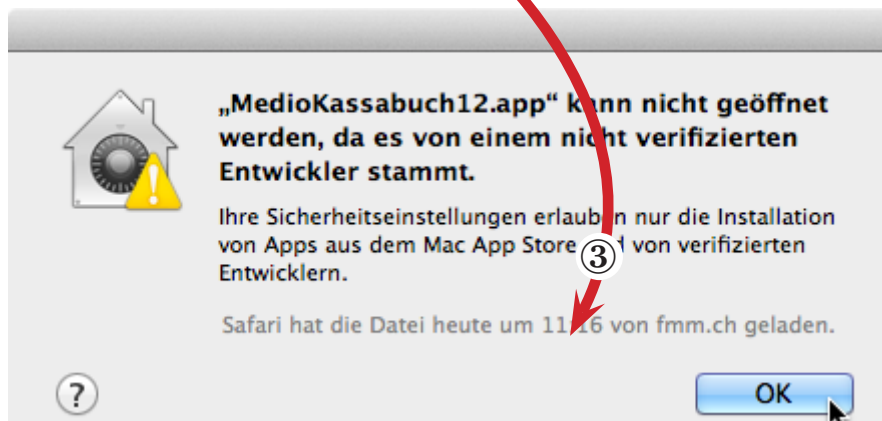 „MedioKassabuch12.app“ kann nicht geöffnet
werden, da es von einem nicht verifizierten
Entwickler stammt.
Ihre Sicherheitseinstellungen erlauben nur die Installation
von Apps aus dem Mac App Store und von verifizierten
Entwicklern.
③
Safari hat die Datei heute um 11:16 von fmm.ch geladen.
?
OK